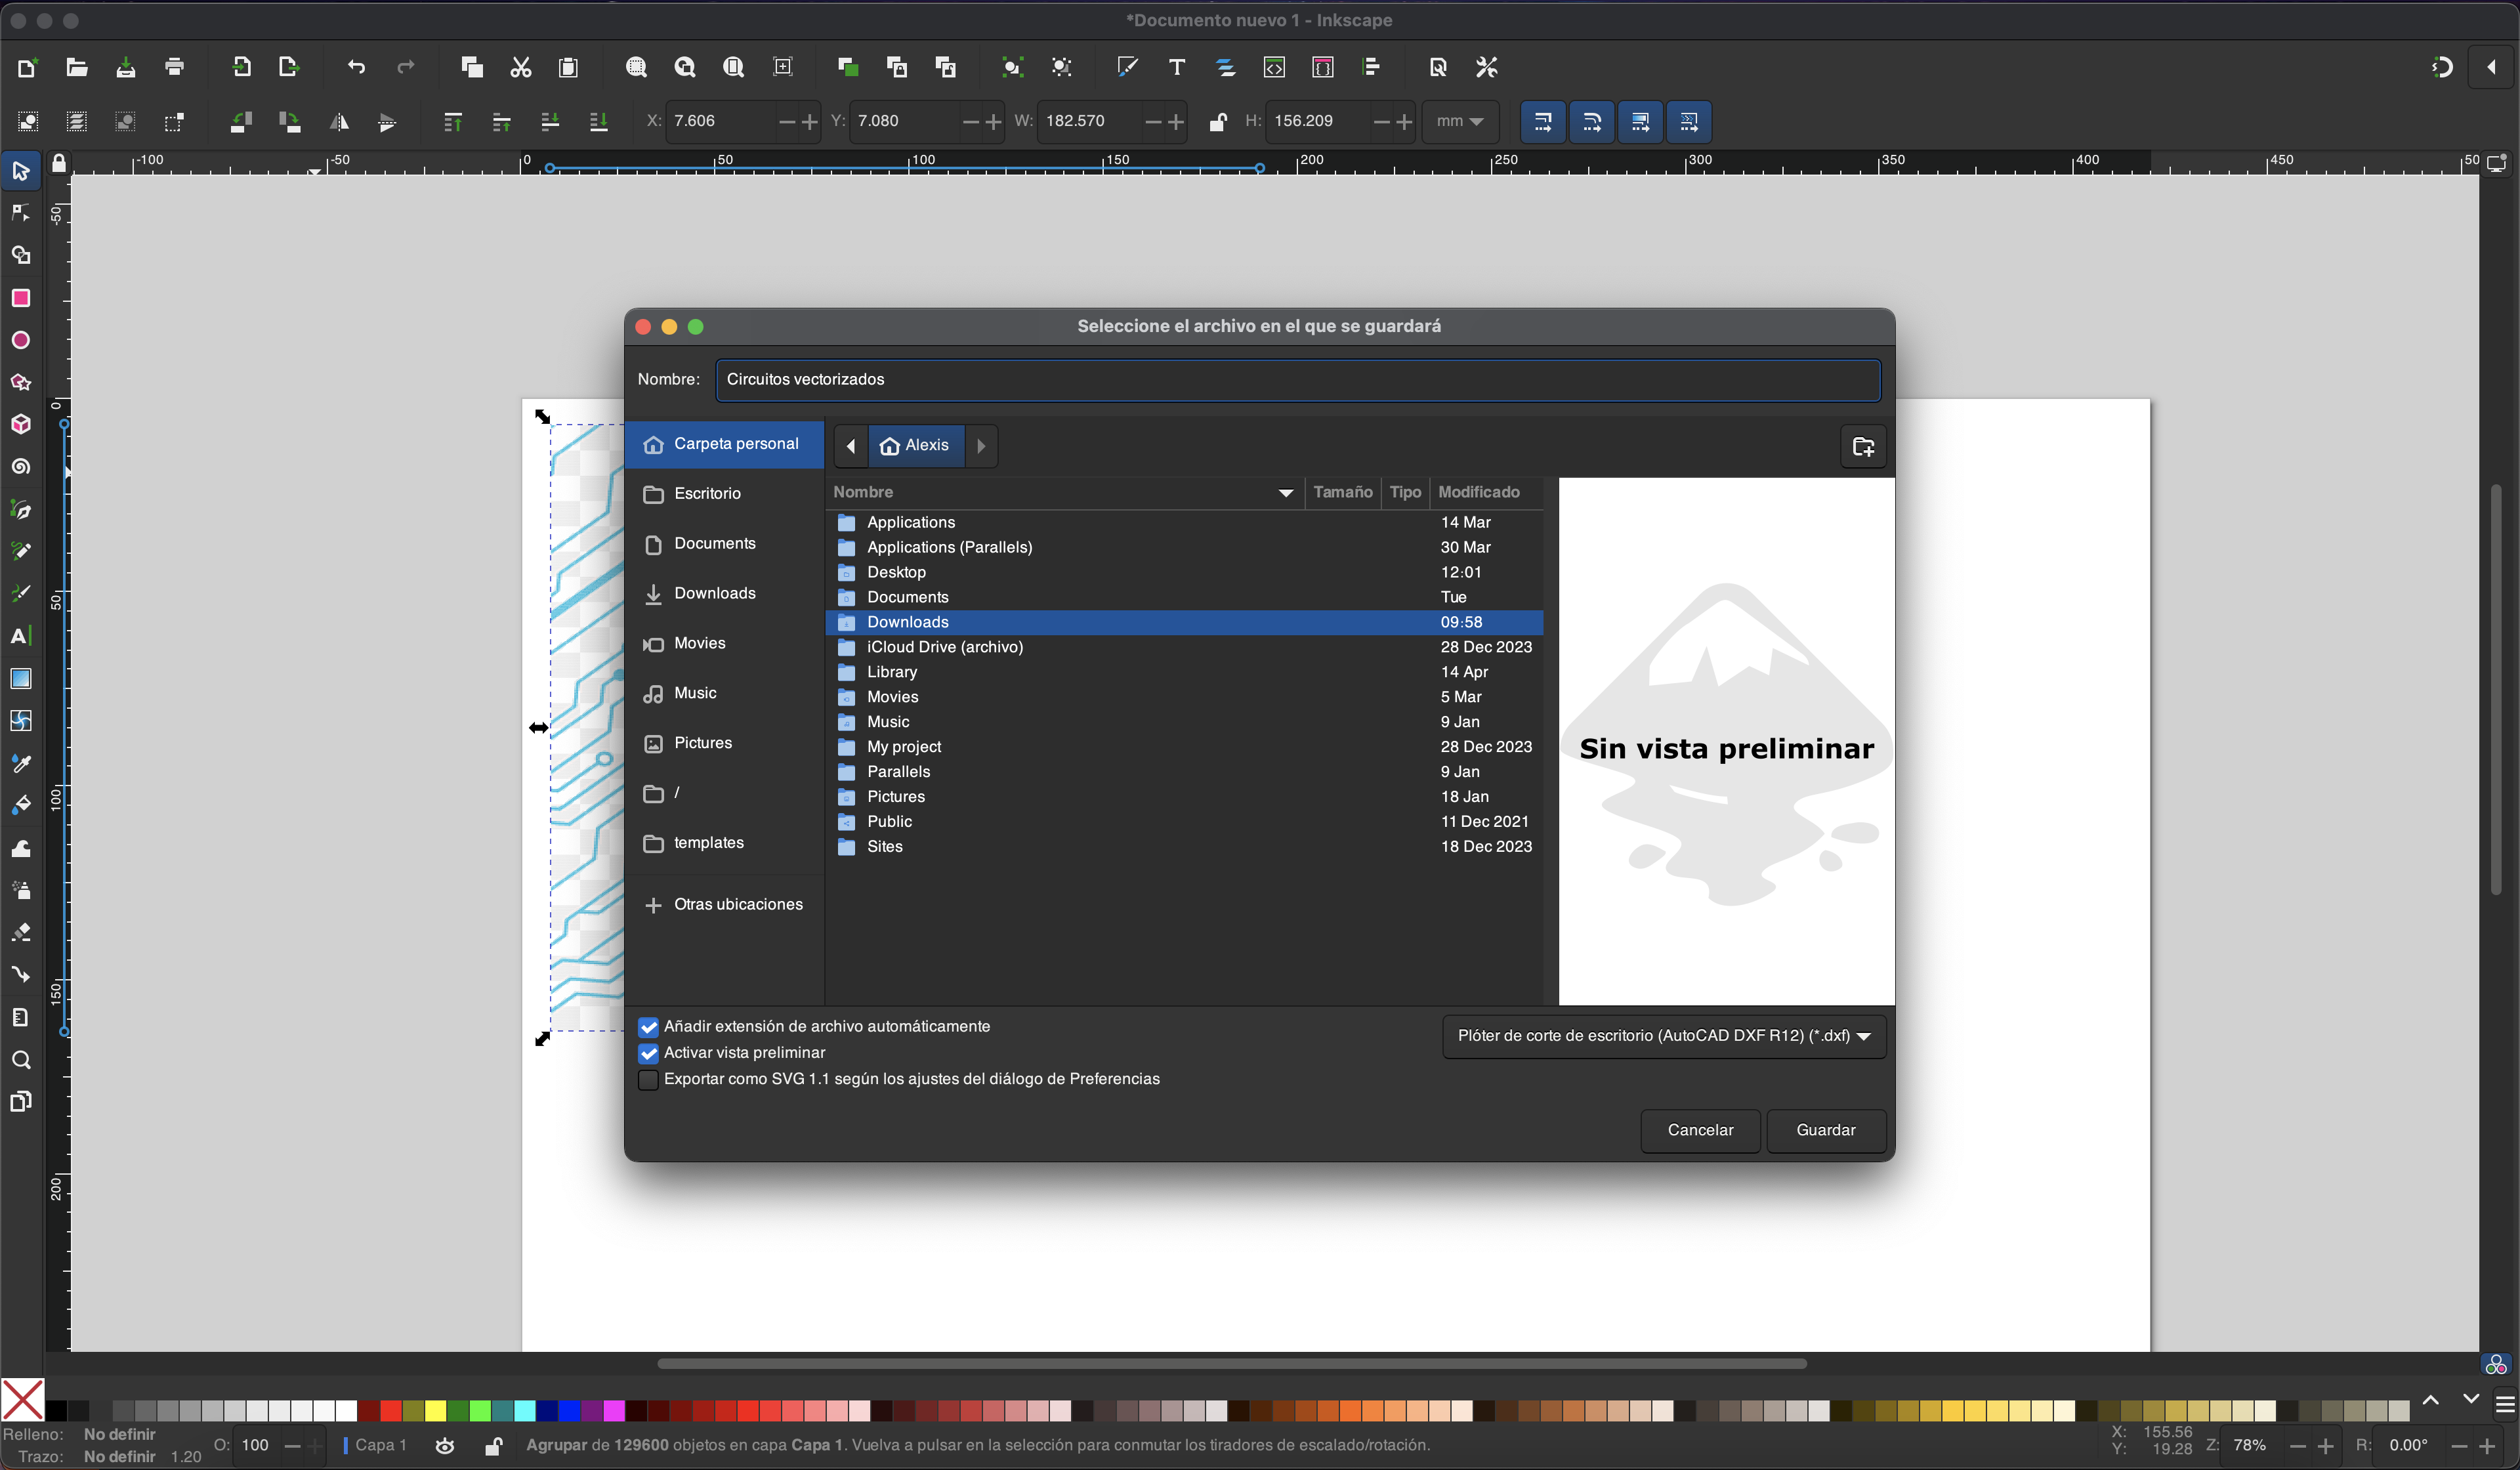 *Documento nuevo 1 - Inkscape
X: 7.606 Y: 7.080 W: 182.570 H: 156.209 mm
-100 -50 0 50 100 150 200 250 300 350 400 450 50
-50
0
50
100
150
200
Seleccione el archivo en el que se guardará
Nombre: Circuitos vectorizados
Carpeta personal
Escritorio
Documents
Downloads
Movies
Music
Pictures
/
templates
Otras ubicaciones
Alexis
Nombre Tamaño Tipo Modificado
Applications 14 Mar
Applications (Parallels) 30 Mar
Desktop 12:01
Documents Tue
Downloads 09:58
iCloud Drive (archivo) 28 Dec 2023
Library 14 Apr
Movies 5 Mar
Music 9 Jan
My project 28 Dec 2023
Parallels 9 Jan
Pictures 18 Jan
Public 11 Dec 2021
Sites 18 Dec 2023
Sin vista preliminar
Añadir extensión de archivo automáticamente
Activar vista preliminar
Exportar como SVG 1.1 según los ajustes del diálogo de Preferencias
Plóter de corte de escritorio (AutoCAD DXF R12) (*.dxf)
Cancelar Guardar
Relleno: No definir
Trazo: No definir 1.20
O: 100
Capa 1
Agrupar de 129600 objetos en capa Capa 1. Vuelva a pulsar en la selección para conmutar los tiradores de escalado/rotación.
X: 155.56
Y: 19.28
Z: 78%
R: 0.00°